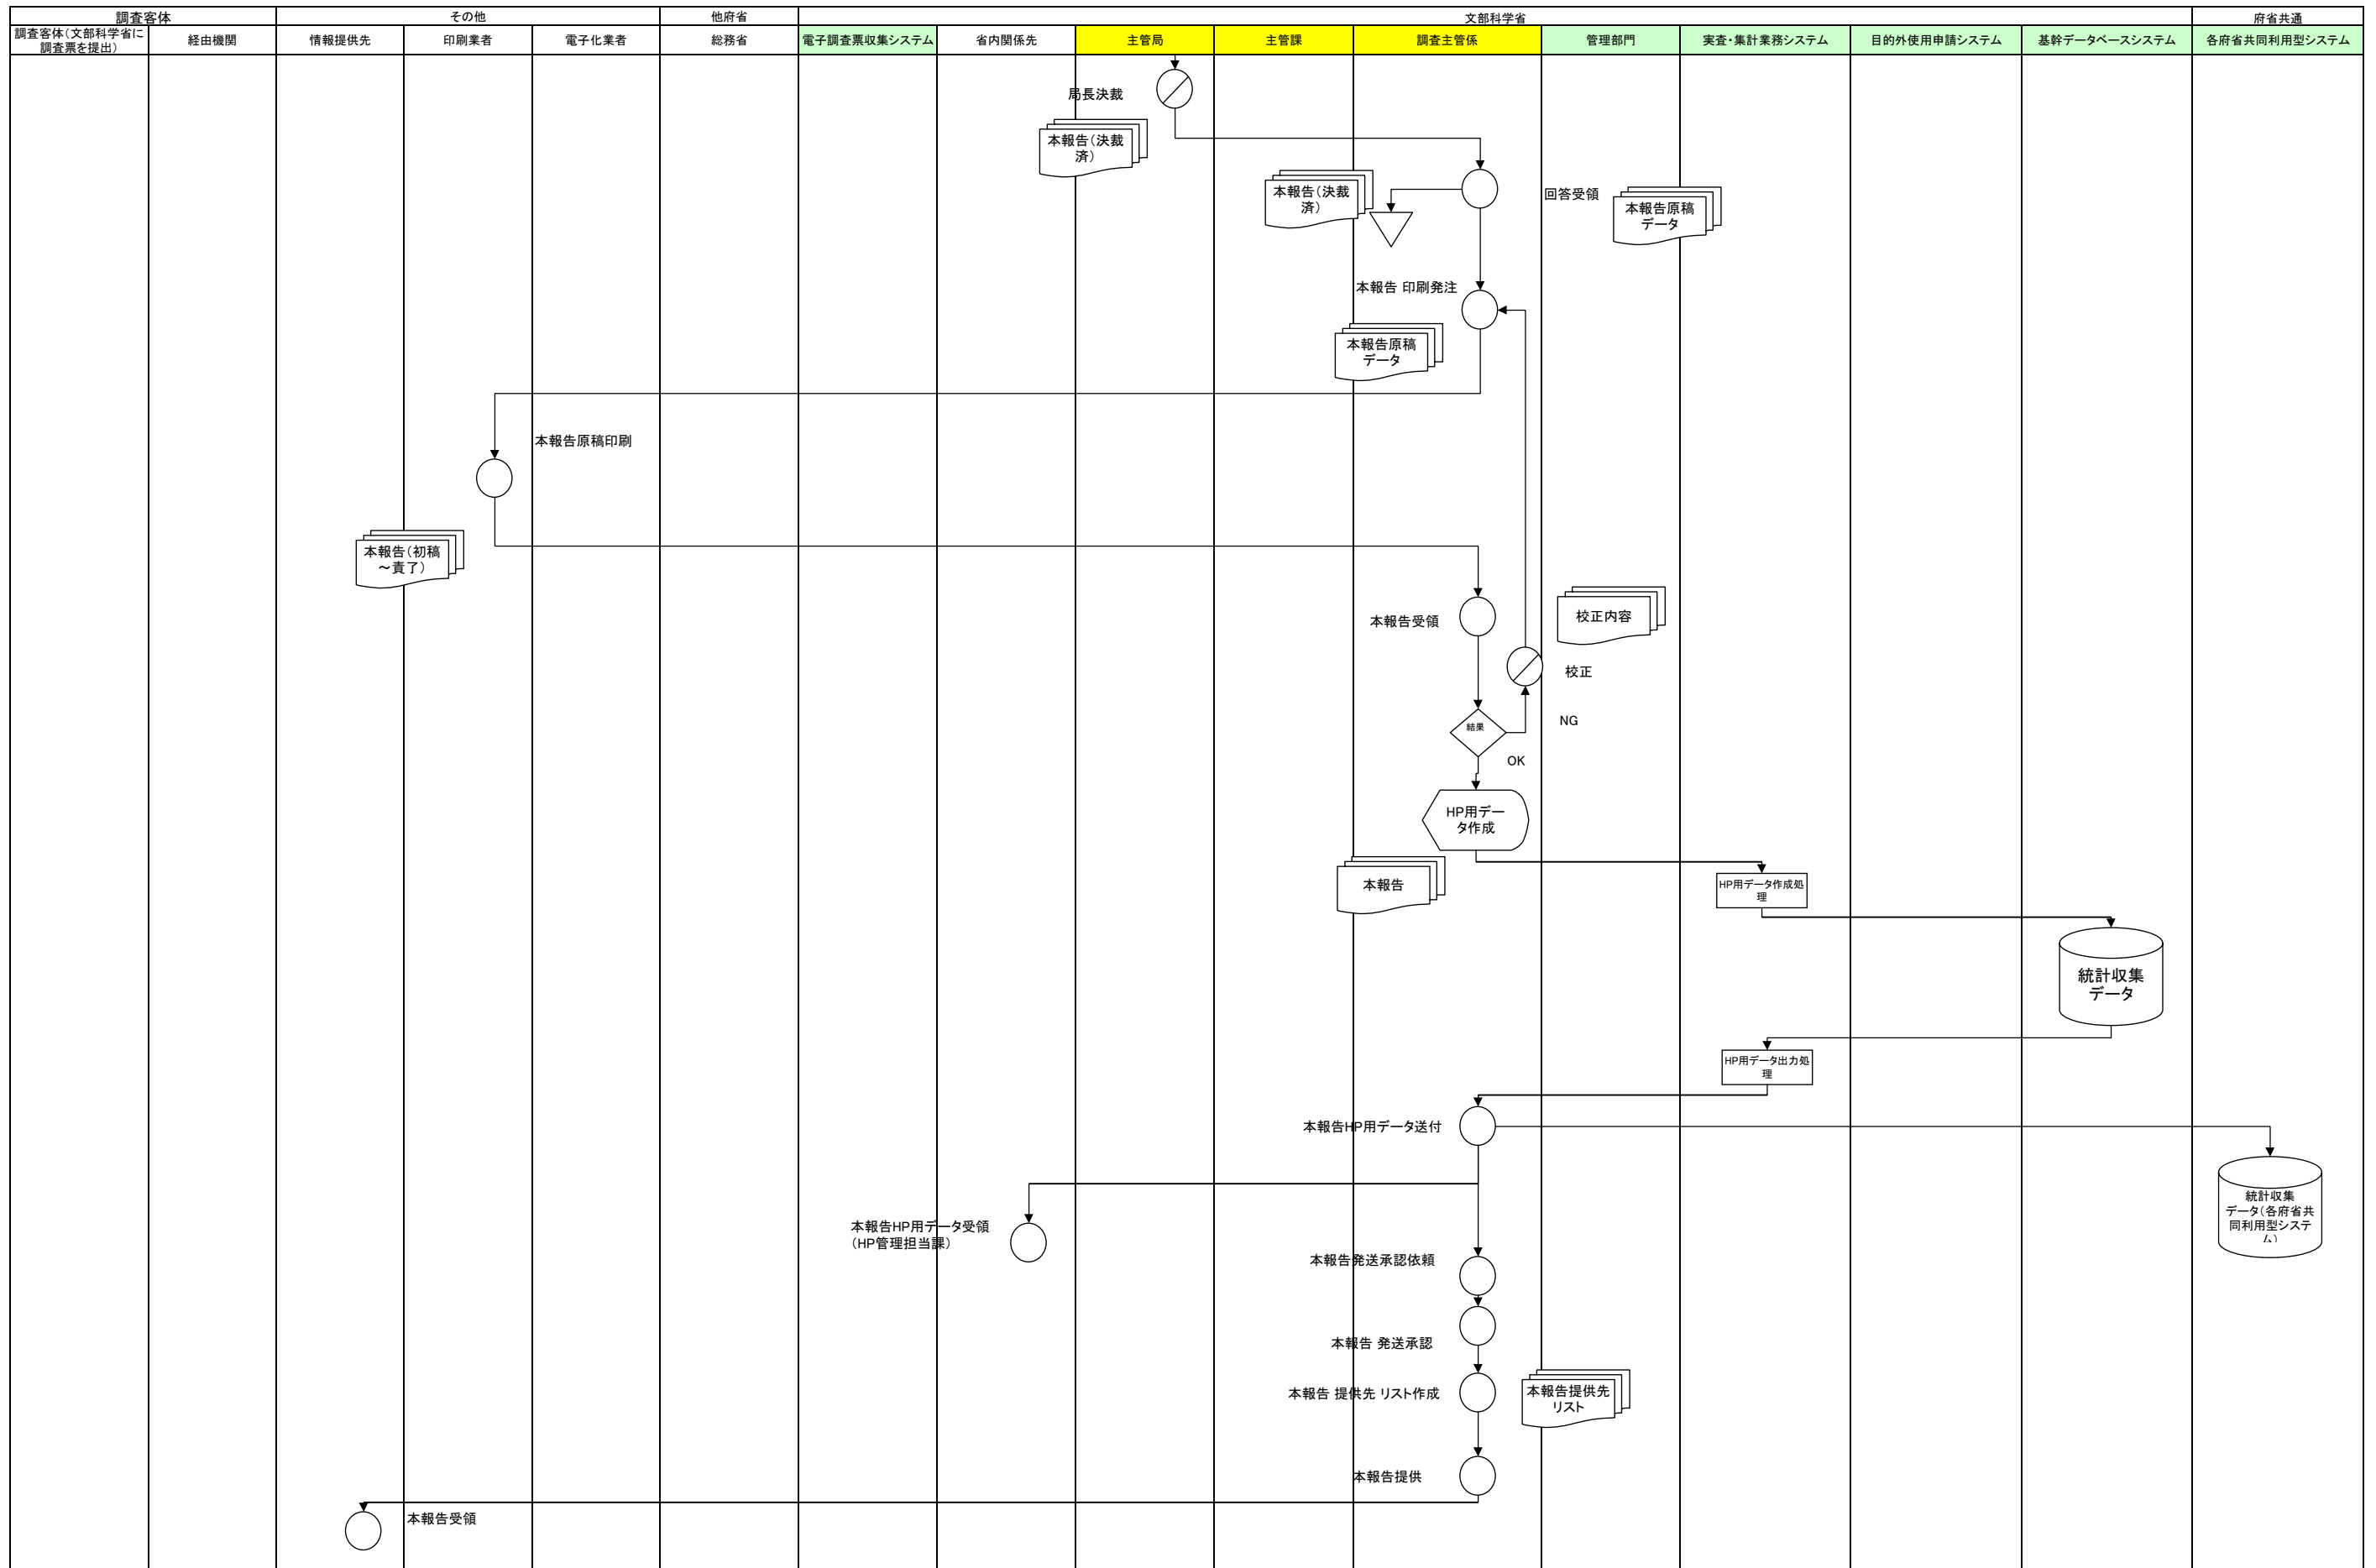 調査客体
その他
他府省
文部科学省
府省共通
調査客体（文部科学省に
調査票を提出）
経由機関
情報提供先
印刷業者
電子化業者
総務省
電子調査票収集システム
省内関係先
主管局
主管課
調査主管係
管理部門
実査・集計業務システム
目的外使用申請システム
基幹データベースシステム
各府省共同利用型システム
局長決裁
本報告（決裁
済）
本報告（決裁
済）
回答受領
本報告原稿
データ
本報告 印刷発注
本報告原稿
データ
本報告原稿印刷
本報告（初稿
～責了）
本報告受領
校正内容
校正
結果
NG
OK
HP用デー
タ作成
本報告
HP用データ作成処
理
統計収集
データ
HP用データ出力処
理
本報告HP用データ送付
統計収集
データ（各府省共
同利用型システ
ム）
本報告HP用データ受領
（HP管理担当課）
本報告発送承認依頼
本報告 発送承認
本報告 提供先 リスト作成
本報告提供先
リスト
本報告提供
本報告受領